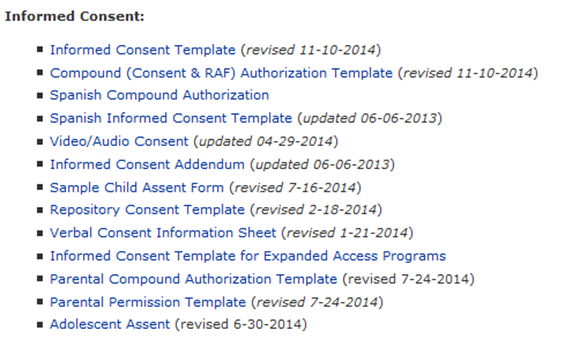 Informed Consent:
Informed Consent Template (revised 11-10-2014)
Compound (Consent & RAF) Authorization Template (revised 11-10-2014)
Spanish Compound Authorization
Spanish Informed Consent Template (updated 06-06-2013)
Video/Audio Consent (updated 04-29-2014)
Informed Consent Addendum (updated 06-06-2013)
Sample Child Assent Form (revised 7-16-2014)
Repository Consent Template (revised 2-18-2014)
Verbal Consent Information Sheet (revised 1-21-2014)
Informed Consent Template for Expanded Access Programs
Parental Compound Authorization Template (revised 7-24-2014)
Parental Permission Template (revised 7-24-2014)
Adolescent Assent (revised 6-30-2014)